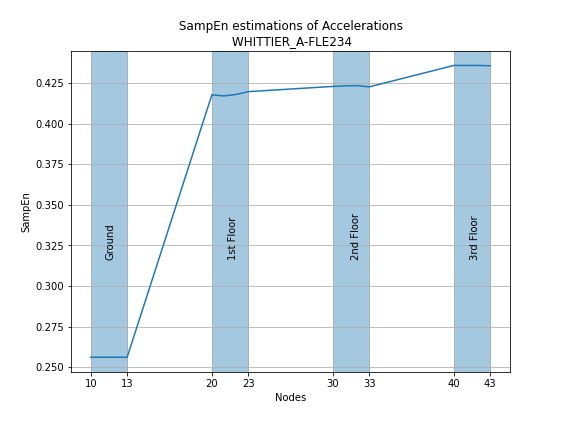 SampEn estimations of Accelerations
WHITTIER_A-FLE234
0.425
0.400
0.375
0.350
0.325
0.300
0.275
0.250
SampEn
Ground
1st Floor
2nd Floor
3rd Floor
10 13 20 23 30 33 40 43
Nodes